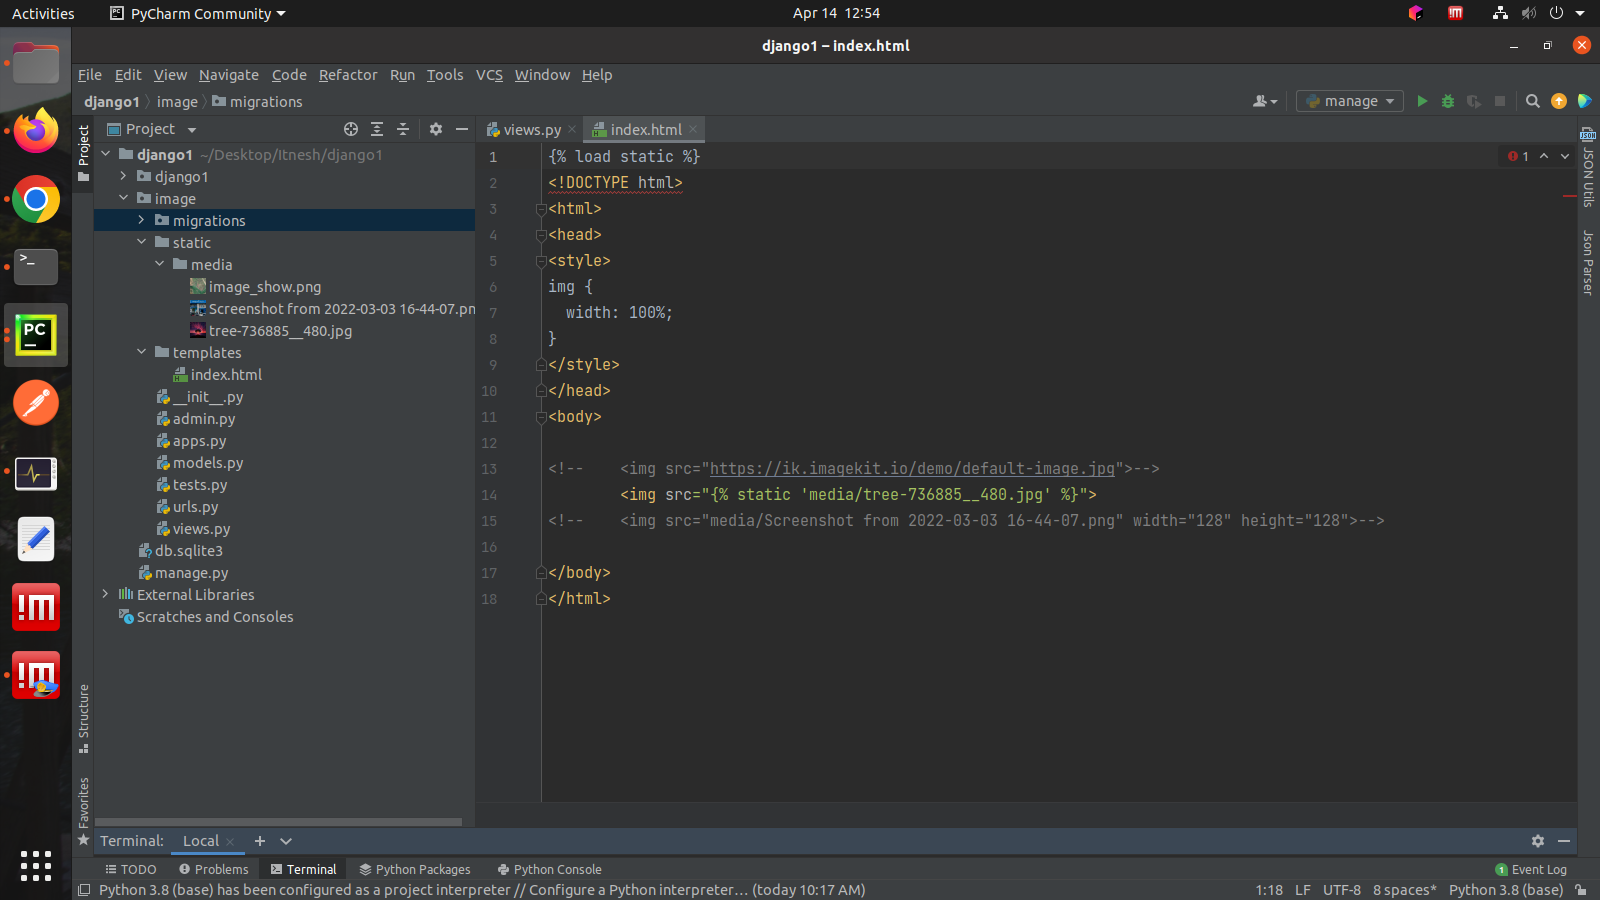 Activities PyCharm Community Apr 14 12:54
django1 – index.html
File Edit View Navigate Code Refactor Run Tools VCS Window Help
django1 image migrations manage
Project views.py index.html
Project
django1 ~/Desktop/Itnesh/django1
django1
image
migrations
static
media
image_show.png
Screenshot from 2022-03-03 16-44-07.pn
tree-736885__480.jpg
templates
index.html
__init__.py
admin.py
apps.py
models.py
tests.py
urls.py
views.py
db.sqlite3
manage.py
External Libraries
Scratches and Consoles
Structure
Favorites
1 {% load static %}
2 <!DOCTYPE html>
3 <html>
4 <head>
5 <style>
6 img {
7 width: 100%;
8 }
9 </style>
10 </head>
11 <body>
12
13 <!-- <img src="https://ik.imagekit.io/demo/default-image.jpg">-->
14 <img src="{% static 'media/tree-736885__480.jpg' %}">
15 <!-- <img src="media/Screenshot from 2022-03-03 16-44-07.png" width="128" height="128">-->
16
17 </body>
18 </html>
1
JSON Utils
Json Parser
Terminal: Local
TODO Problems Terminal Python Packages Python Console 1 Event Log
Python 3.8 (base) has been configured as a project interpreter // Configure a Python interpreter... (today 10:17 AM) 1:18 LF UTF-8 8 spaces* Python 3.8 (base)